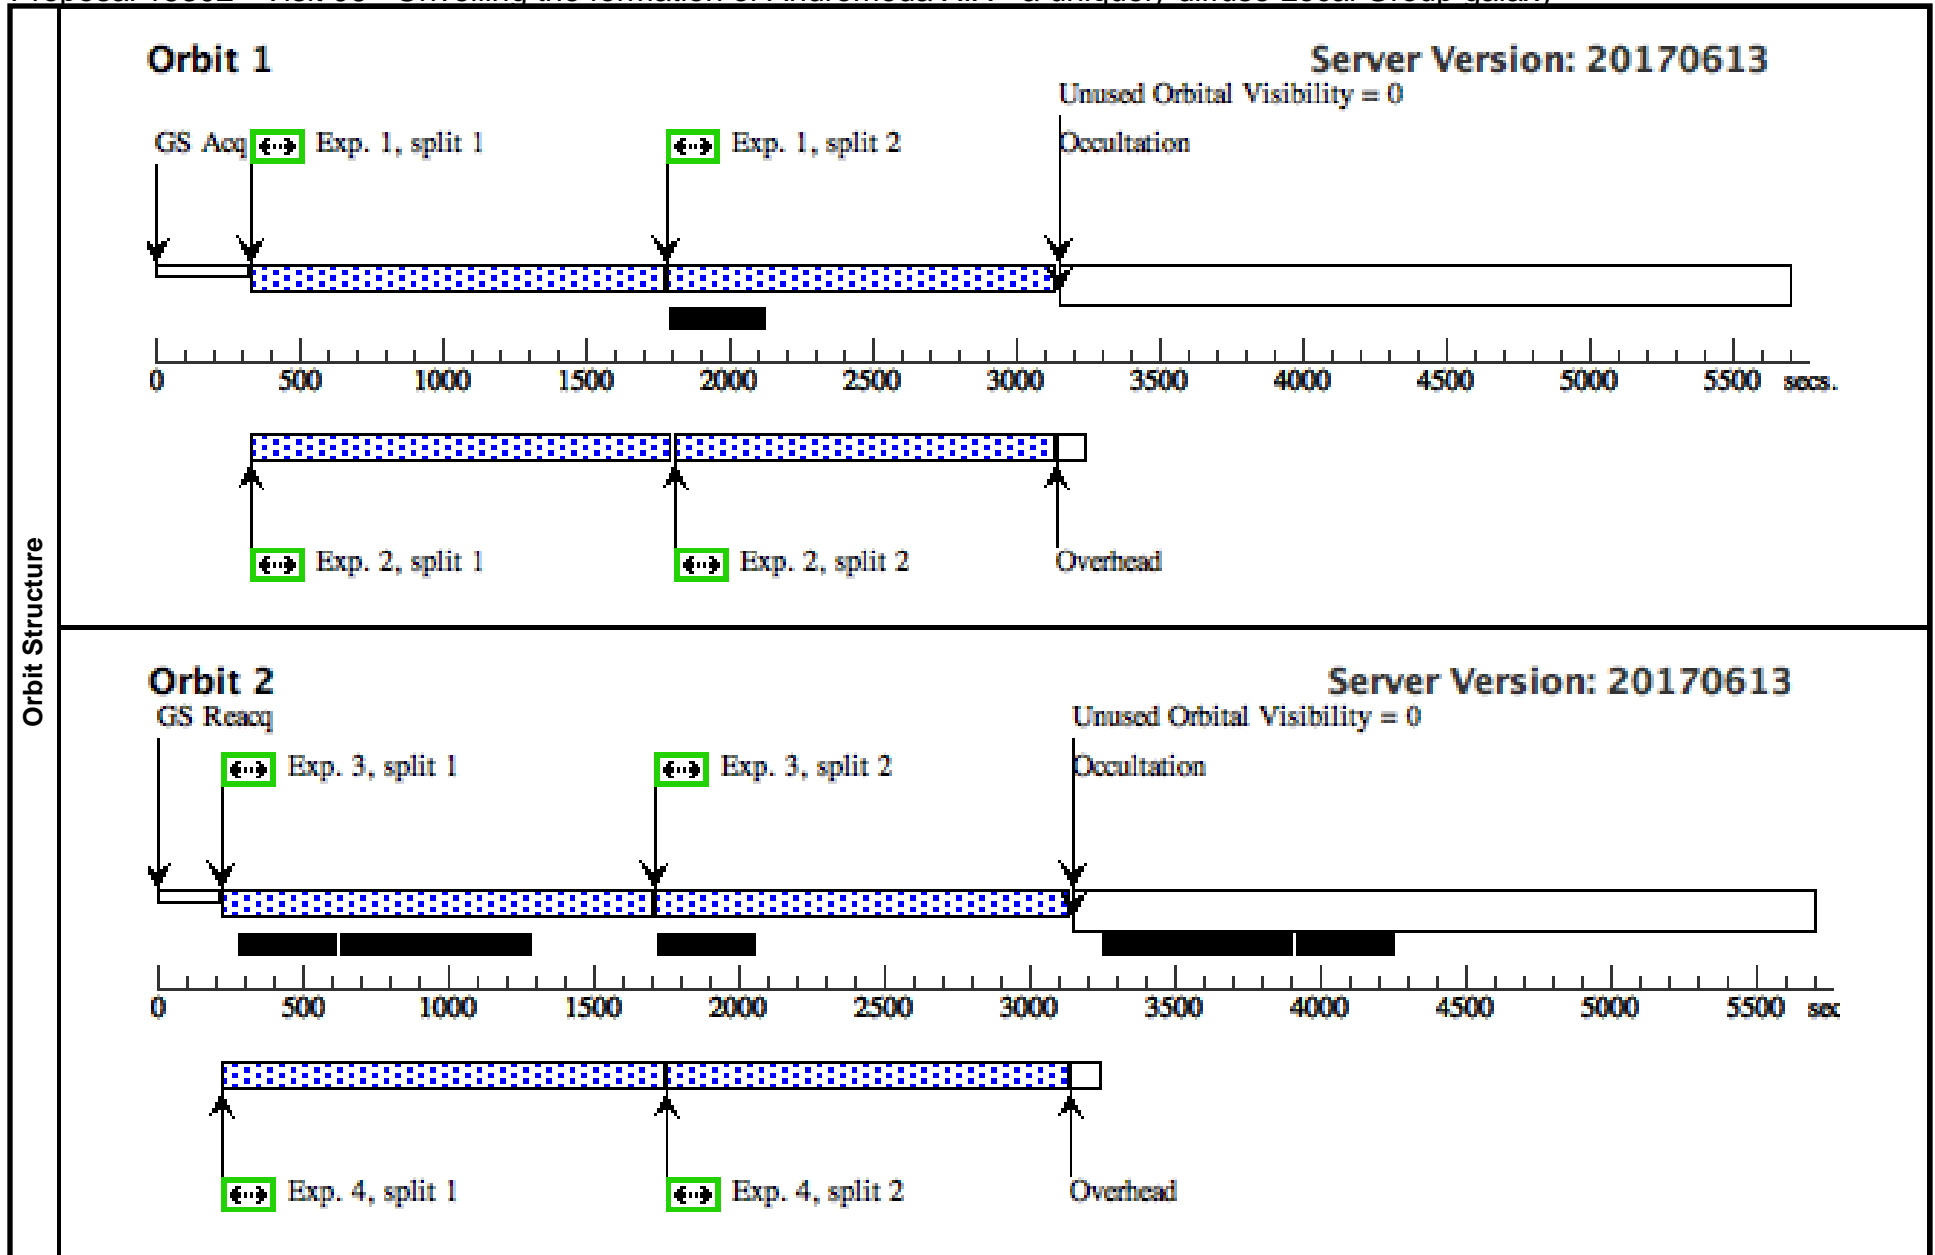 Orbit Structure
Orbit 1
Server Version: 20170613
Unused Orbital Visibility = 0
GS Acq
Exp. 1, split 1
Exp. 1, split 2
Occultation
0 500 1000 1500 2000 2500 3000 3500 4000 4500 5000 5500 secs.
Exp. 2, split 1
Exp. 2, split 2
Overhead
Orbit 2
Server Version: 20170613
GS Reacq
Unused Orbital Visibility = 0
Exp. 3, split 1
Exp. 3, split 2
Occultation
0 500 1000 1500 2000 2500 3000 3500 4000 4500 5000 5500 sec
Exp. 4, split 1
Exp. 4, split 2
Overhead